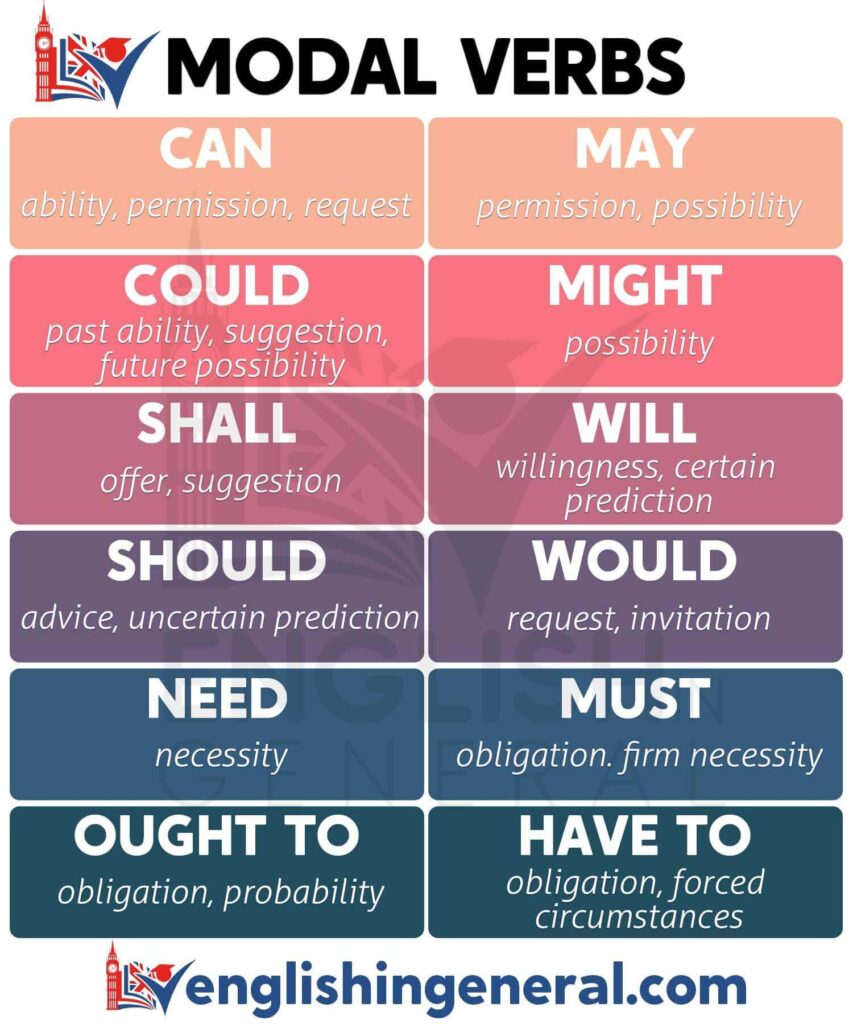 MODAL VERBS
CAN
ability, permission, request
MAY
permission, possibility
COULD
past ability, suggestion,
future possibility
MIGHT
possibility
SHALL
offer, suggestion
WILL
willingness, certain
prediction
SHOULD
advice, uncertain prediction
WOULD
request, invitation
NEED
necessity
MUST
obligation. firm necessity
OUGHT TO
obligation, probability
HAVE TO
obligation, forced
circumstances
ENGLISH IN
GENERAL
englishingeneral.com